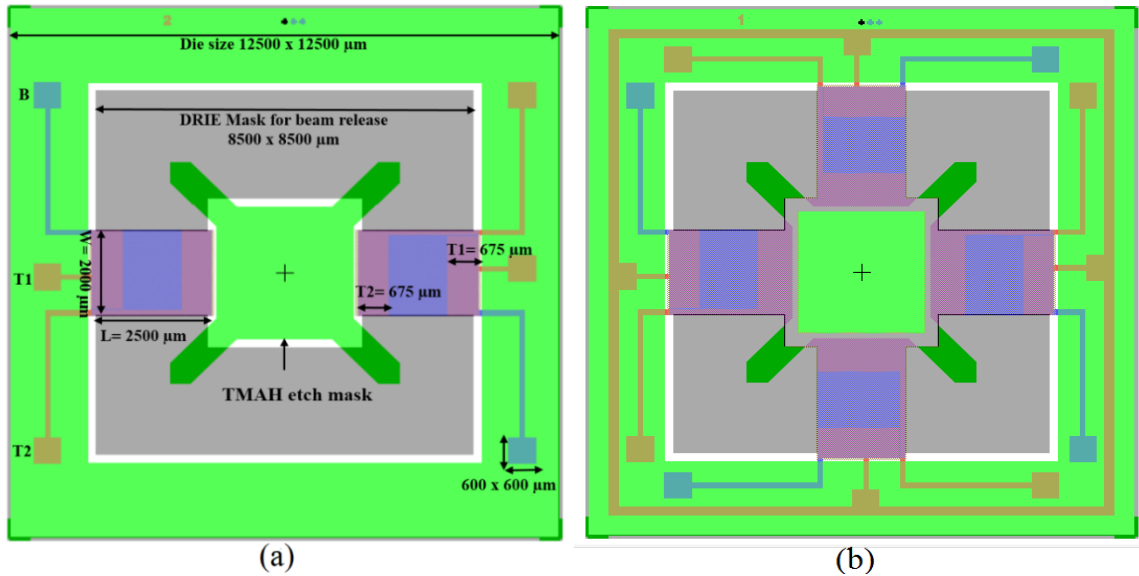 2
Die size 12500 x 12500 µm
B
DRIE Mask for beam release
8500 x 8500 µm
W= 2000 µm
T1= 675 µm
T1
T2= 675 µm
L= 2500 µm
TMAH etch mask
T2
600 x 600 µm
(a)
1
(b)